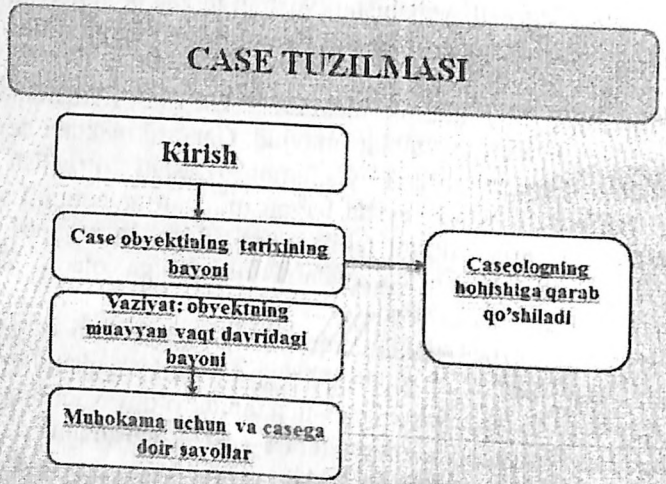 CASE TUZILMASI
Kirish
Case obyektining tarixining
bayoni
Caseologning
hohishiga qarab
qo'shiladi
Vaziyat: obyektning
muayyan vaqt davridagi
bayoni
Muhokama uchun va casega
doir savollar